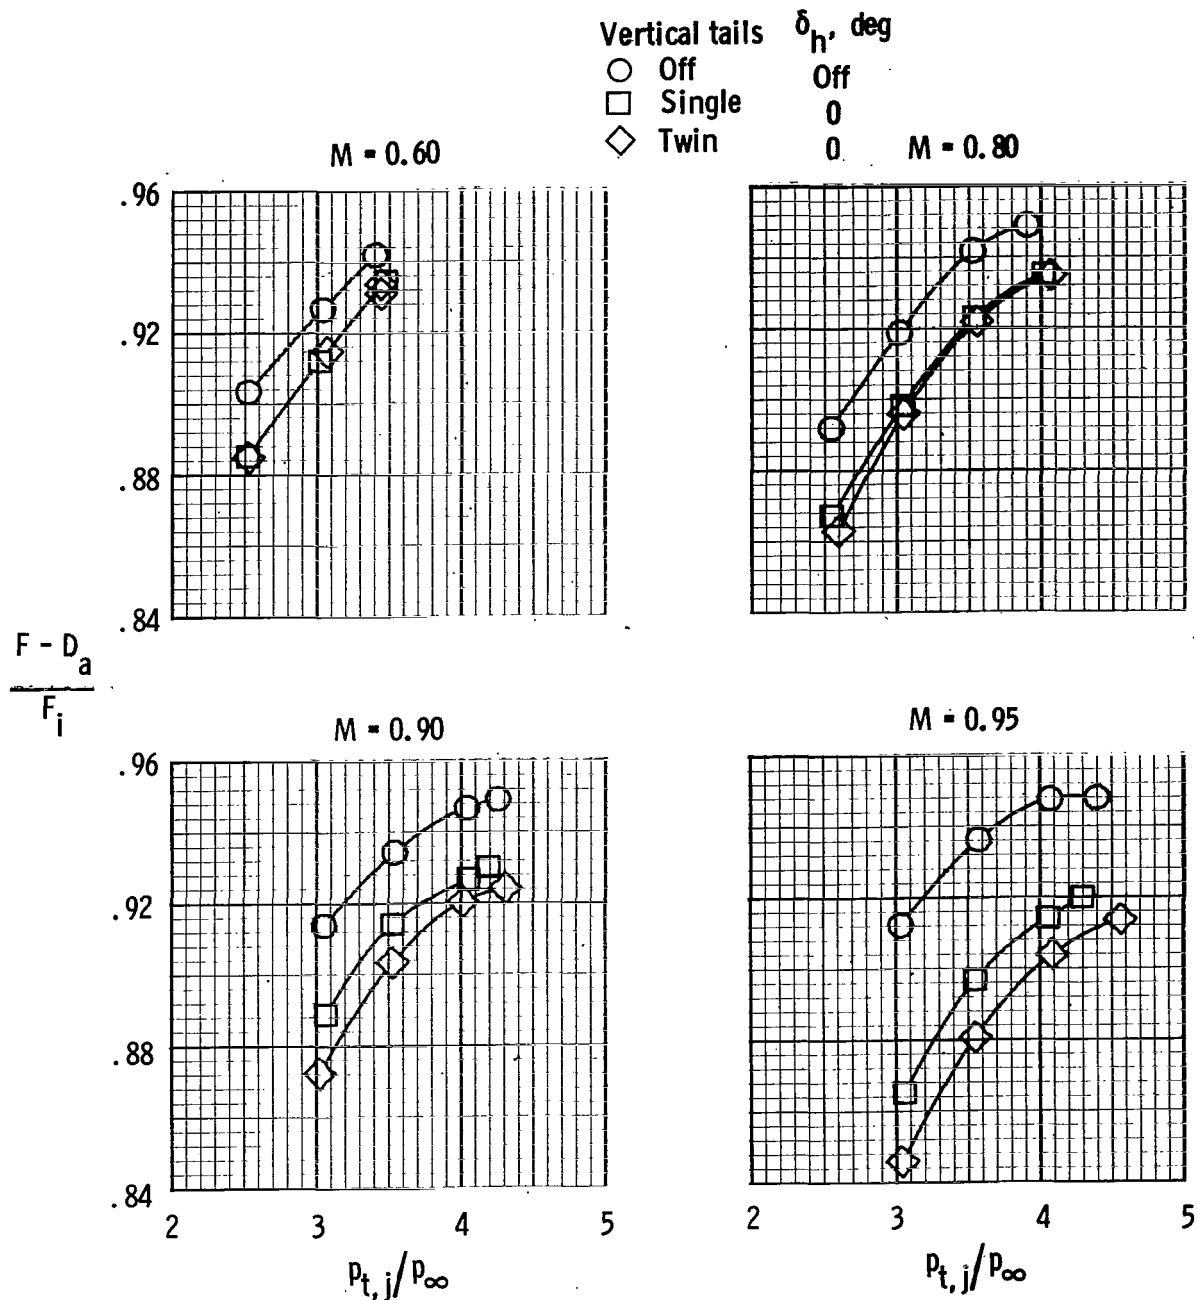 Vertical tails δh, deg
Off Off
Single 0
Twin 0
M = 0.60
M = 0.80
.96
.92
.88
.84
F - Da
Fi
M = 0.90
M = 0.95
.96
.92
.88
.84
2 3 4 5
2 3 4 5
pt, j/p∞
pt, j/p∞